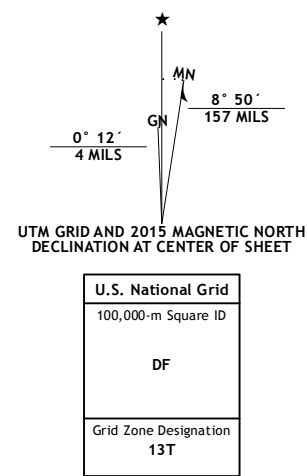 ★
MN
GN
8° 50´
157 MILS
0° 12´
4 MILS
UTM GRID AND 2015 MAGNETIC NORTH
DECLINATION AT CENTER OF SHEET
U.S. National Grid
100,000-m Square ID
DF
Grid Zone Designation
13T